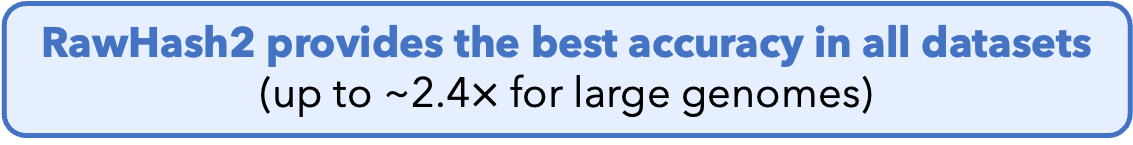 RawHash2 provides the best accuracy in all datasets
(up to ~2.4× for large genomes)